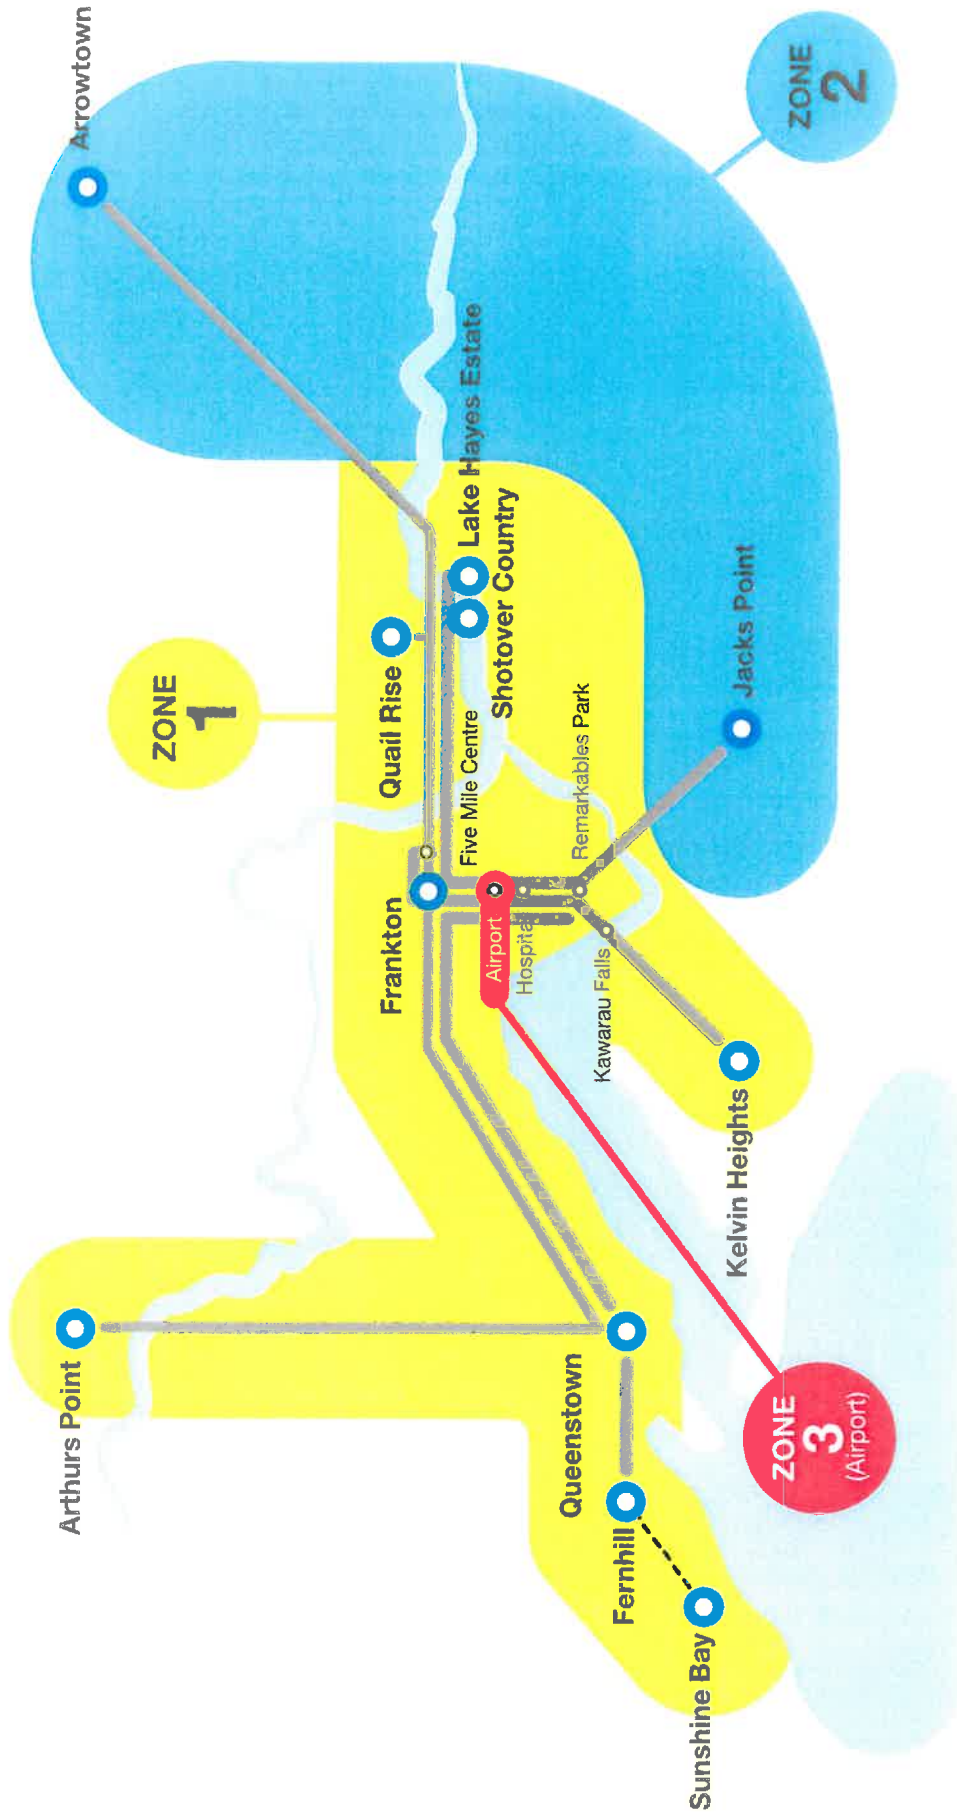 Arthurs Point
ZONE
1
Arrowtown
Quail Rise
Frankton
Five Mile Centre
Lake Hayes Estate
Shotover Country
Airport
Hospital
Remarkables Park
Kawarau Falls
Queenstown
Fernhill
Sunshine Bay
Kelvin Heights
Jacks Point
ZONE
2
ZONE
3
(Airport)